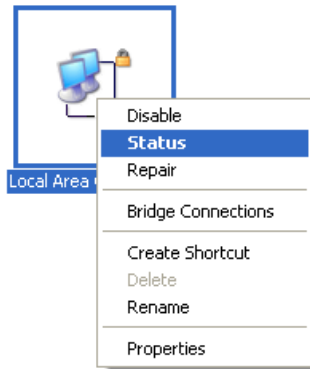 Disable
Status
Repair
Local Area
Bridge Connections
Create Shortcut
Delete
Rename
Properties